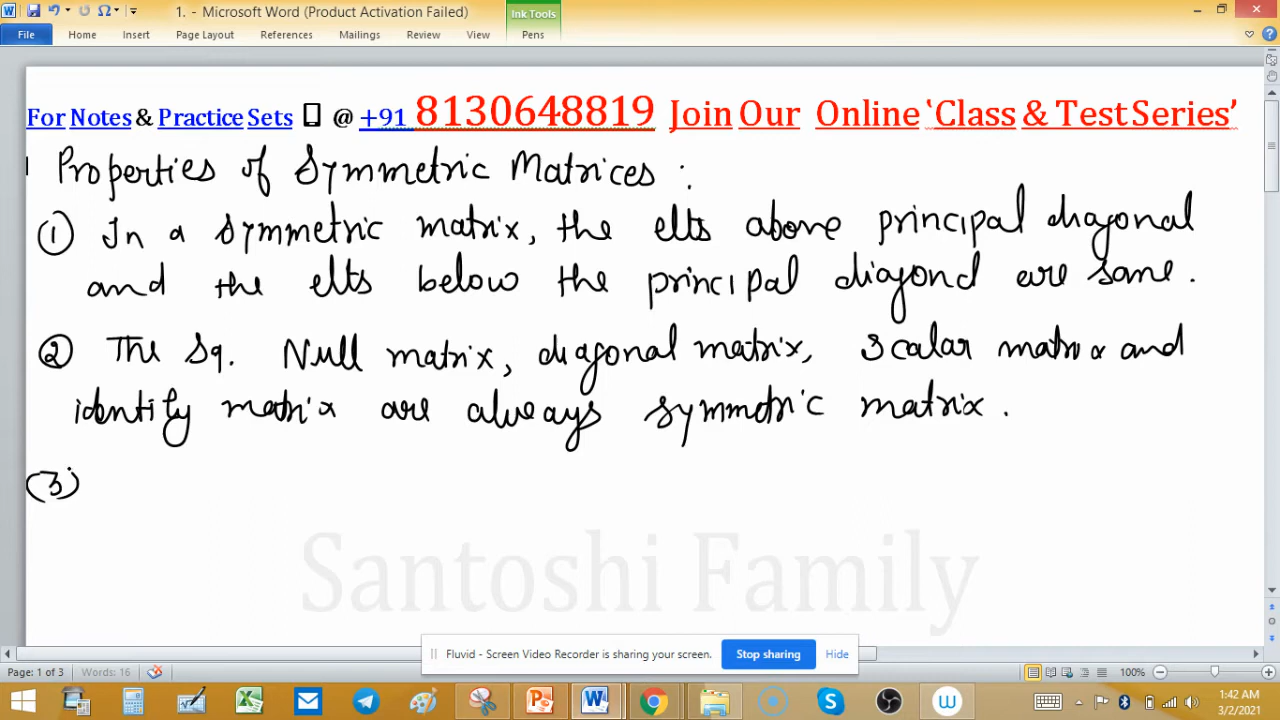 1. - Microsoft Word (Product Activation Failed)
Ink Tools
File Home Insert Page Layout References Mailings Review View Pens
For Notes & Practice Sets @ +91 8130648819 Join Our Online 'Class & Test Series'
Properties of Symmetric Matrices :
① In a symmetric matrix, the elts above principal diagonal
and the elts below the principal diagonal are same.
② The Sq. Null matrix, diagonal matrix, scalar matrix and
identity matrix are always symmetric matrix.
(3)
Santoshi Family
Fluvid - Screen Video Recorder is sharing your screen. Stop sharing Hide
Page: 1 of 3 Words: 16 100%
1:42 AM
3/2/2021